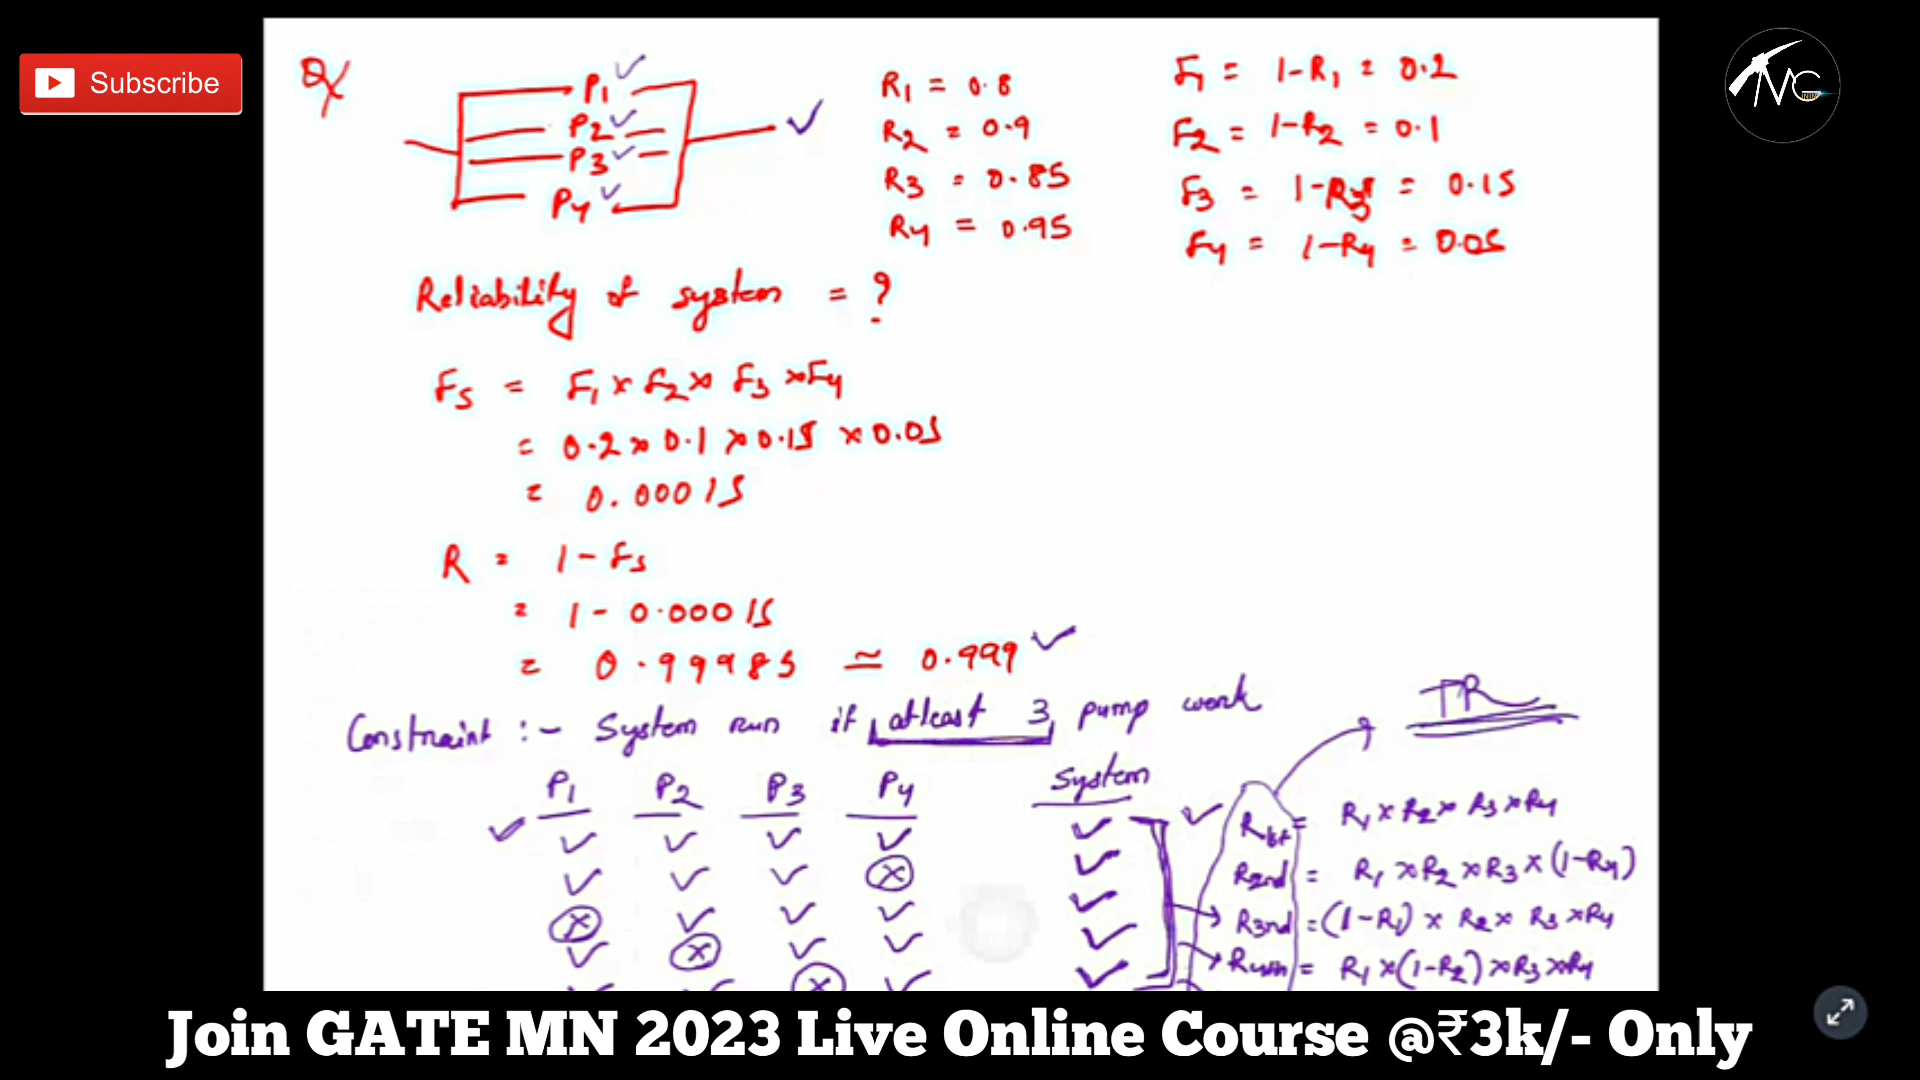 Subscribe
MG
Q/
P1 ✓
P2 ✓
P3 ✓
P4 ✓
✓
R1 = 0.8
R2 = 0.9
R3 = 0.85
R4 = 0.95
F1 = 1-R1 = 0.2
F2 = 1-R2 = 0.1
F3 = 1-R3 = 0.15
F4 = 1-R4 = 0.05
Reliability of system = ?
Fs = F1 x F2 x F3 x F4
= 0.2 x 0.1 x 0.15 x 0.05
= 0.00015
R = 1 - Fs
= 1 - 0.00015
= 0.99985 ≃ 0.999 ✓
Constraint :- System run if atleast 3 pump work
TR
P1 P2 P3 P4 System
✓ ✓ ✓ ✓ ✓ ✓ ✓ R1st = R1 x R2 x R3 x R4
✓ ✓ ✓ ⓧ ✓ R2nd = R1 x R2 x R3 x (1-R4)
ⓧ ✓ ✓ ✓ ✓ → R3rd = (1-R1) x R2 x R3 x R4
✓ ⓧ ✓ ✓ ✓ → R4th = R1 x (1-R2) x R3 x R4
✓ ✓ ⓧ ✓ ✓
Join GATE MN 2023 Live Online Course @₹3k/- Only